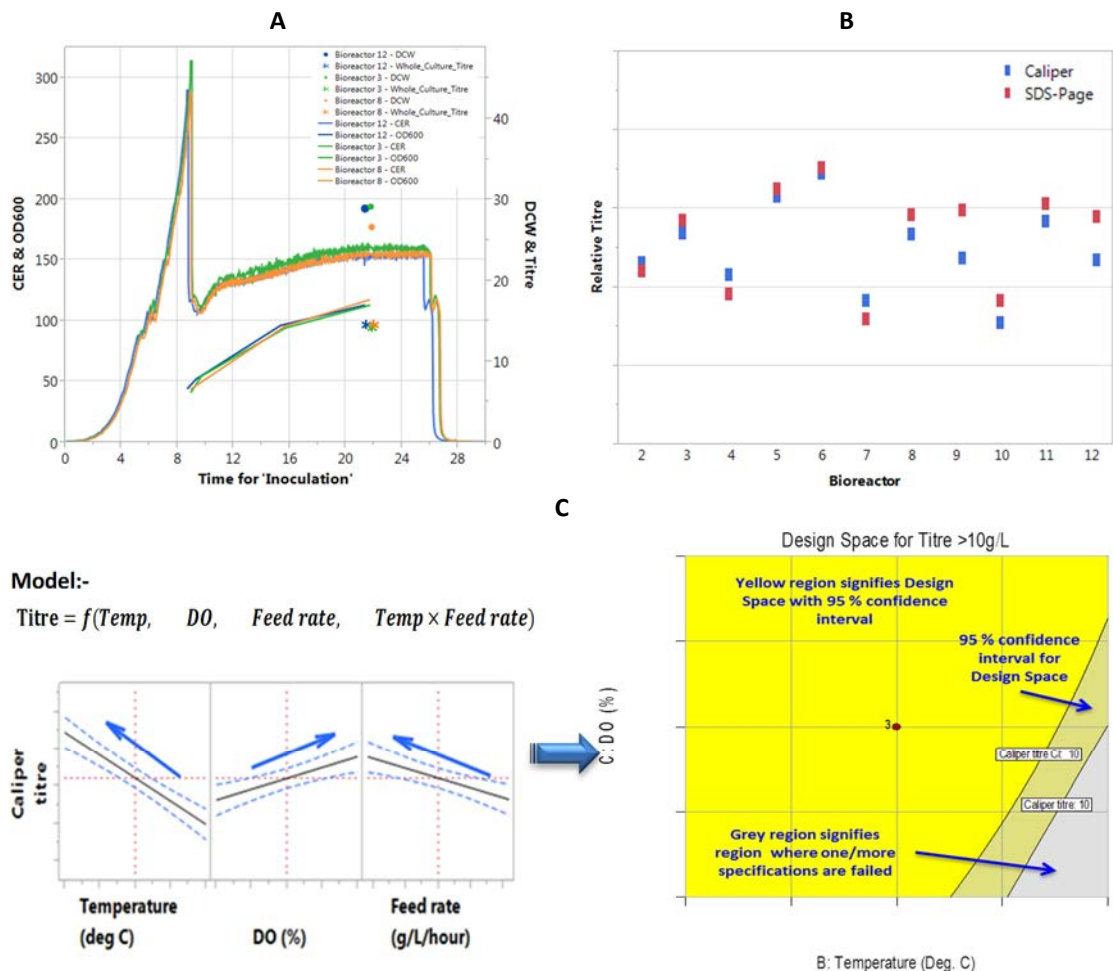 A
B
Bioreactor 12 - DCW
Bioreactor 12 - Whole_Culture_Titre
Bioreactor 3 - DCW
Bioreactor 3 - Whole_Culture_Titre
Bioreactor 8 - DCW
Bioreactor 8 - Whole_Culture_Titre
Bioreactor 12 - CER
Bioreactor 12 - OD600
Bioreactor 3 - CER
Bioreactor 3 - OD600
Bioreactor 8 - CER
Bioreactor 8 - OD600
CER & OD600
300
250
200
150
100
50
0
DCW & Titre
40
30
20
10
0
0 4 8 12 16 20 24 28
Time for 'Inoculation'
Caliper
SDS-Page
Relative Titre
2 3 4 5 6 7 8 9 10 11 12
Bioreactor
C
Model:-
Titre = f(Temp, DO, Feed rate, Temp × Feed rate)
Caliper
titre
Temperature
(deg C)
DO (%)
Feed rate
(g/L/hour)
Design Space for Titre >10g/L
Yellow region signifies Design
Space with 95 % confidence
interval
95 % confidence
interval for
Design Space
C: DO (%)
3
Caliper titre CI: 10
Caliper titre: 10
Grey region signifies
region where one/more
specifications are failed
B: Temperature (Deg. C)